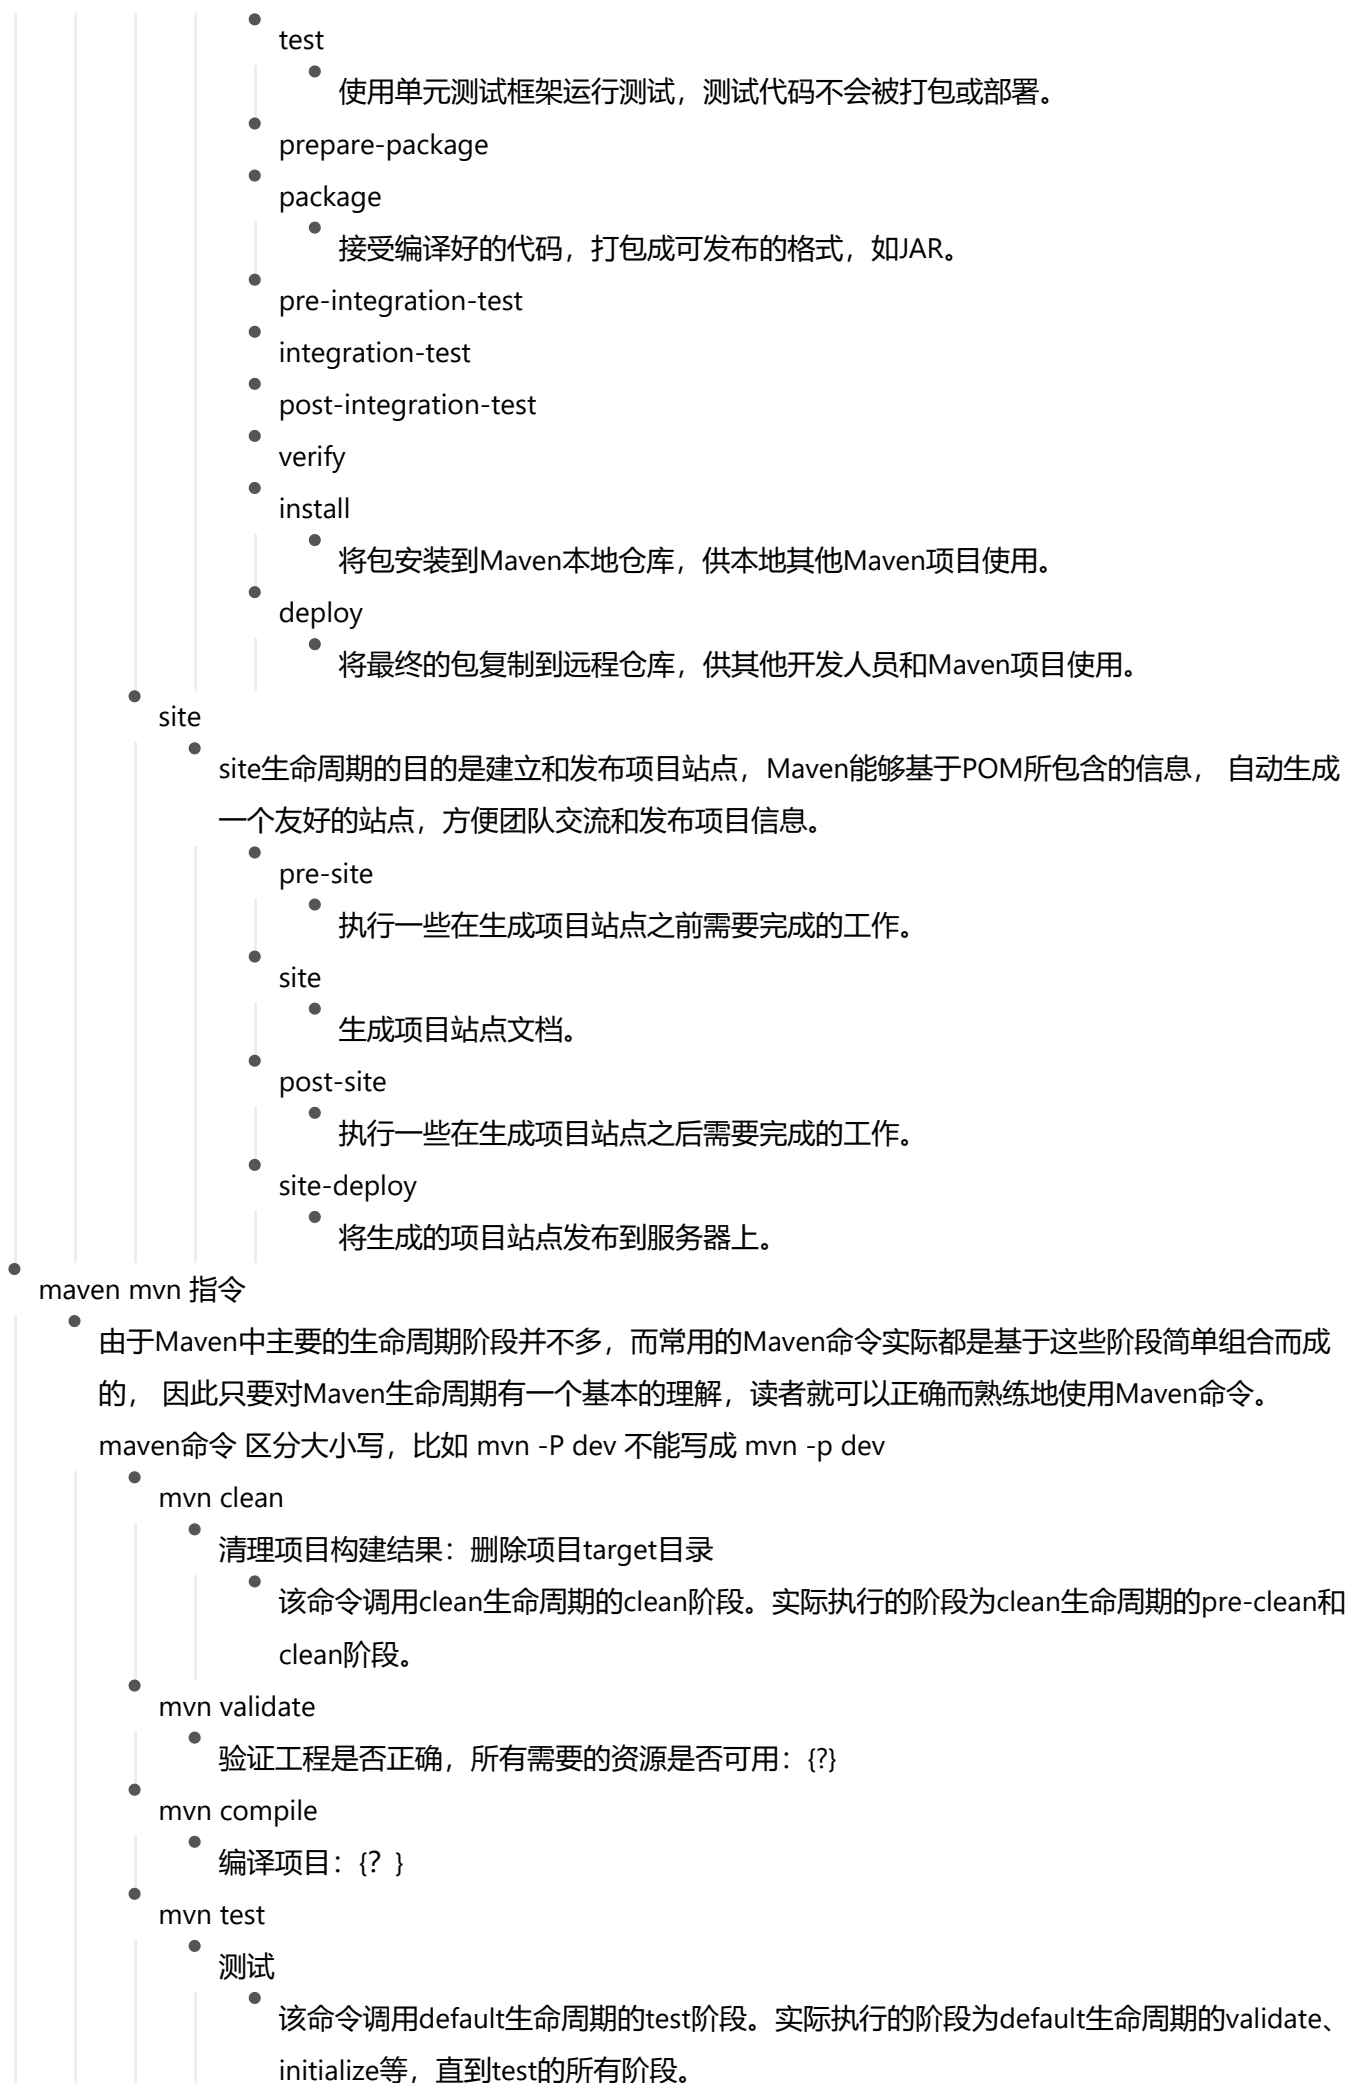 test
使用单元测试框架运行测试，测试代码不会被打包或部署。
prepare-package
package
接受编译好的代码，打包成可发布的格式，如JAR。
pre-integration-test
integration-test
post-integration-test
verify
install
将包安装到Maven本地仓库，供本地其他Maven项目使用。
deploy
将最终的包复制到远程仓库，供其他开发人员和Maven项目使用。
site
site生命周期的目的是建立和发布项目站点，Maven能够基于POM所包含的信息， 自动生成
一个友好的站点，方便团队交流和发布项目信息。
pre-site
执行一些在生成项目站点之前需要完成的工作。
site
生成项目站点文档。
post-site
执行一些在生成项目站点之后需要完成的工作。
site-deploy
将生成的项目站点发布到服务器上。
maven mvn 指令
由于Maven中主要的生命周期阶段并不多，而常用的Maven命令实际都是基于这些阶段简单组合而成
的， 因此只要对Maven生命周期有一个基本的理解，读者就可以正确而熟练地使用Maven命令。
maven命令 区分大小写，比如 mvn -P dev 不能写成 mvn -p dev
mvn clean
清理项目构建结果：删除项目target目录
该命令调用clean生命周期的clean阶段。实际执行的阶段为clean生命周期的pre-clean和
clean阶段。
mvn validate
验证工程是否正确，所有需要的资源是否可用：{?}
mvn compile
编译项目：{？}
mvn test
测试
该命令调用default生命周期的test阶段。实际执行的阶段为default生命周期的validate、
initialize等，直到test的所有阶段。